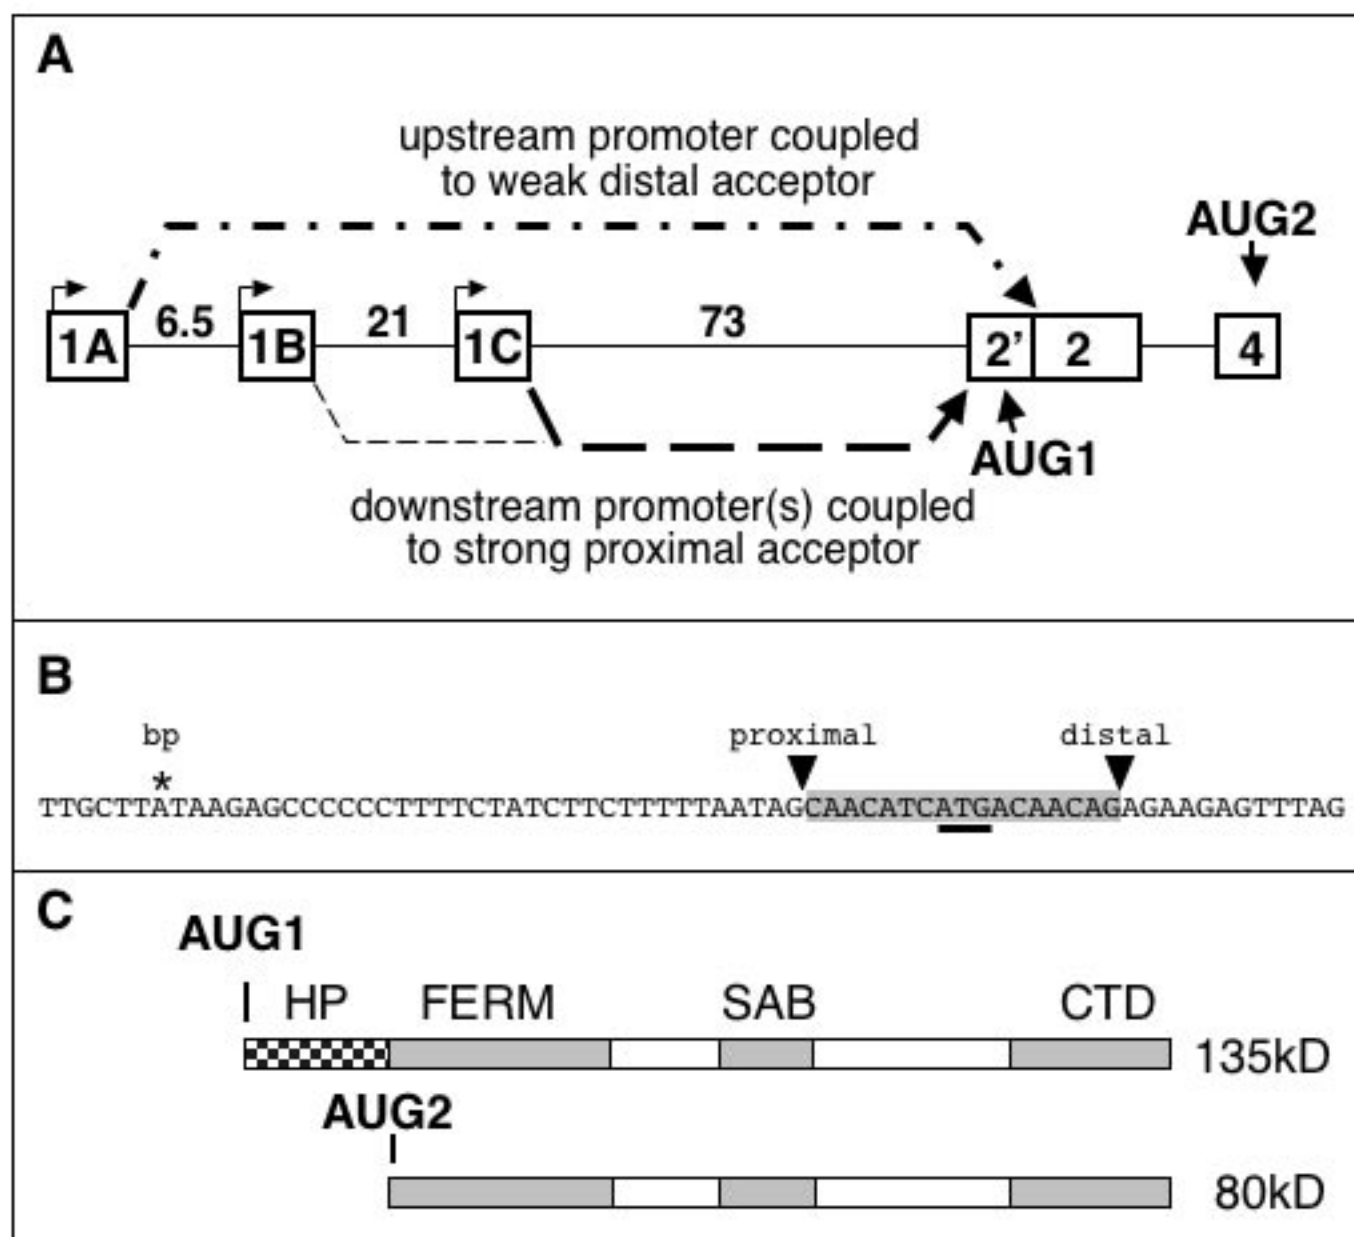 A
upstream promoter coupled
to weak distal acceptor
AUG2
1A 6.5 1B 21 1C 73 2’ 2 4
AUG1
downstream promoter(s) coupled
to strong proximal acceptor
B
bp proximal distal
*
TTGCTTATAAGAGCCCCCCTTTTCTATCTTCTTTTTAATAGCAACATCATGACAACAGAGAAGAGTTTAG
C
AUG1
HP FERM SAB CTD
135kD
AUG2
80kD